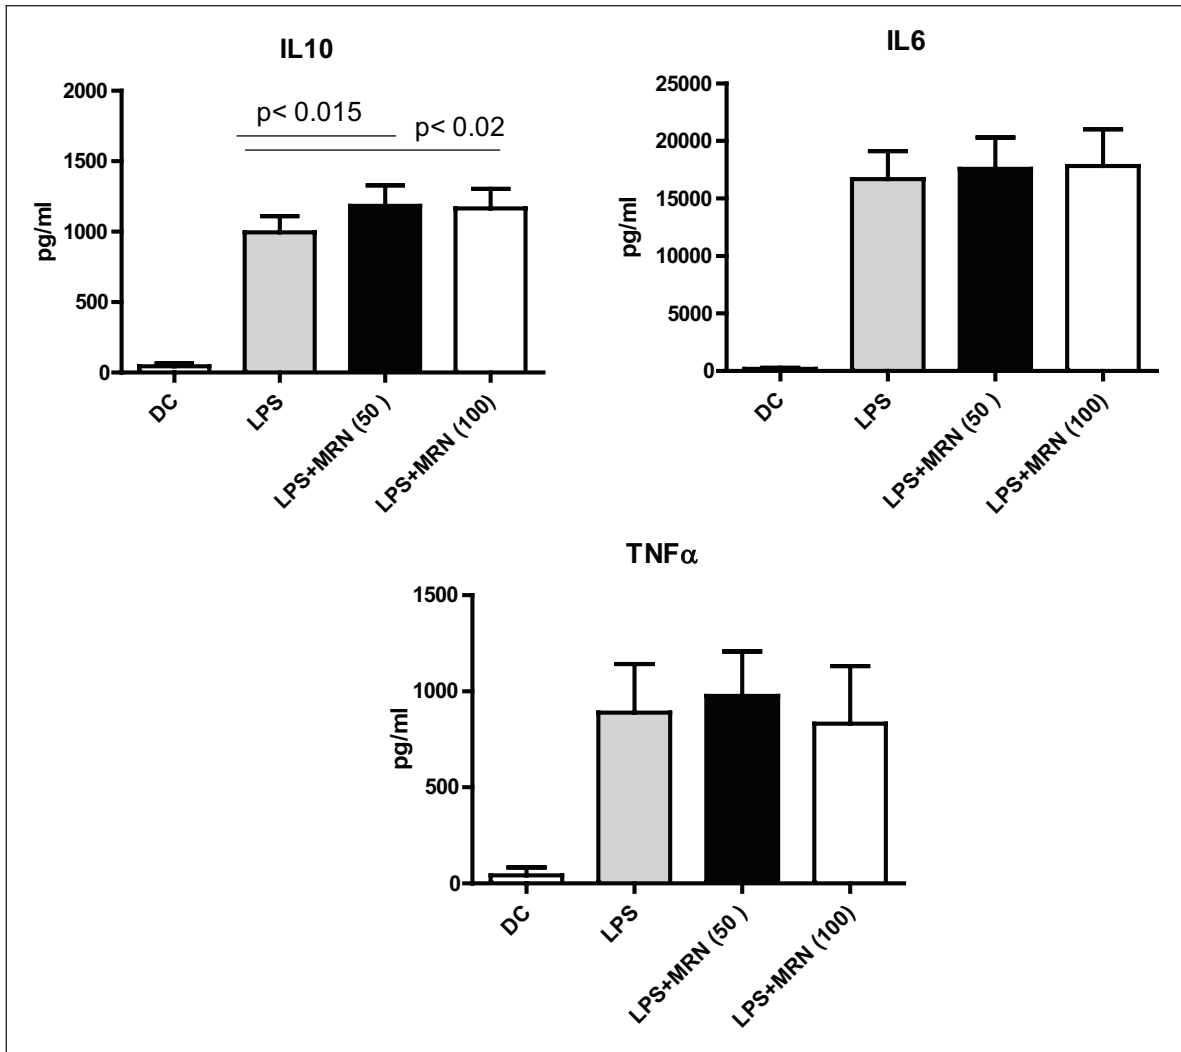 IL10
2000
1500
1000
500
0
pg/ml
p< 0.015
p< 0.02
DC
LPS
LPS+MRN (50 )
LPS+MRN (100)
IL6
25000
20000
15000
10000
5000
0
pg/ml
DC
LPS
LPS+MRN (50 )
LPS+MRN (100)
TNFα
1500
1000
500
0
pg/ml
DC
LPS
LPS+MRN (50 )
LPS+MRN (100)